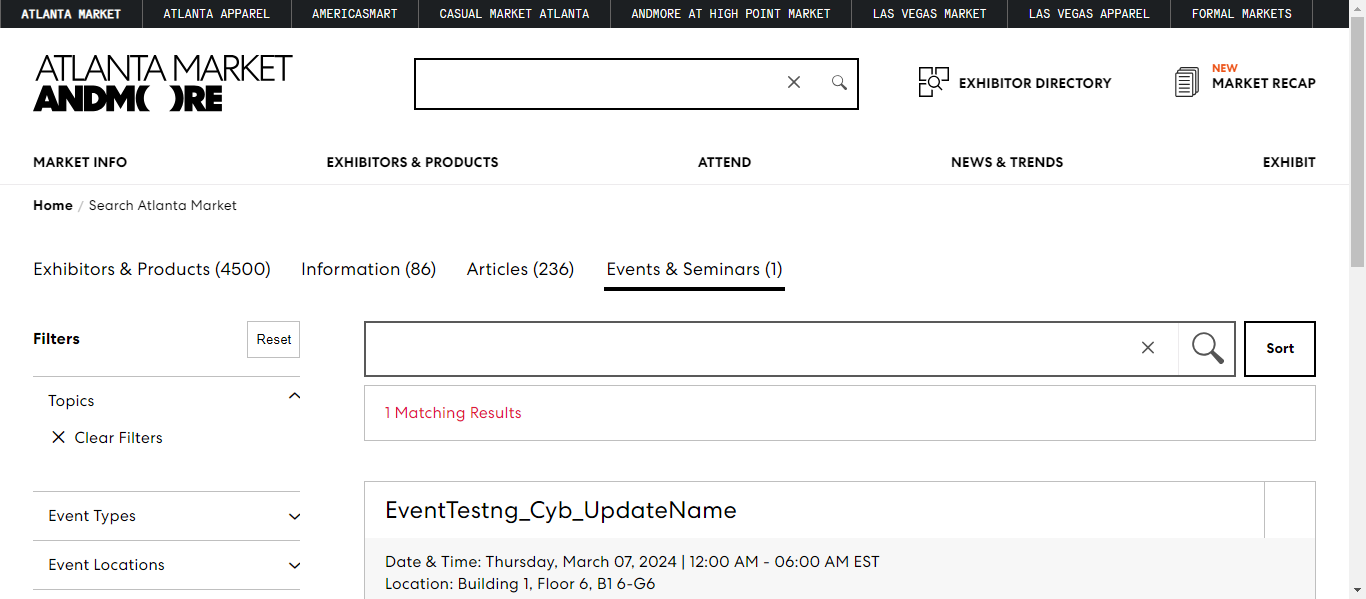 ATLANTA MARKET
ATLANTA APPAREL
AMERICASMART
CASUAL MARKET ATLANTA
ANDMORE AT HIGH POINT MARKET
LAS VEGAS MARKET
LAS VEGAS APPAREL
FORMAL MARKETS
ATLANTA MARKET
ANDM( )RE
EXHIBITOR DIRECTORY
NEW
MARKET RECAP
MARKET INFO
EXHIBITORS & PRODUCTS
ATTEND
NEWS & TRENDS
EXHIBIT
Home / Search Atlanta Market
Exhibitors & Products (4500)
Information (86)
Articles (236)
Events & Seminars (1)
Filters
Reset
Sort
Topics
Clear Filters
1 Matching Results
Event Types
Event Locations
EventTestng_Cyb_UpdateName
Date & Time: Thursday, March 07, 2024 | 12:00 AM - 06:00 AM EST
Location: Building 1, Floor 6, B1 6-G6